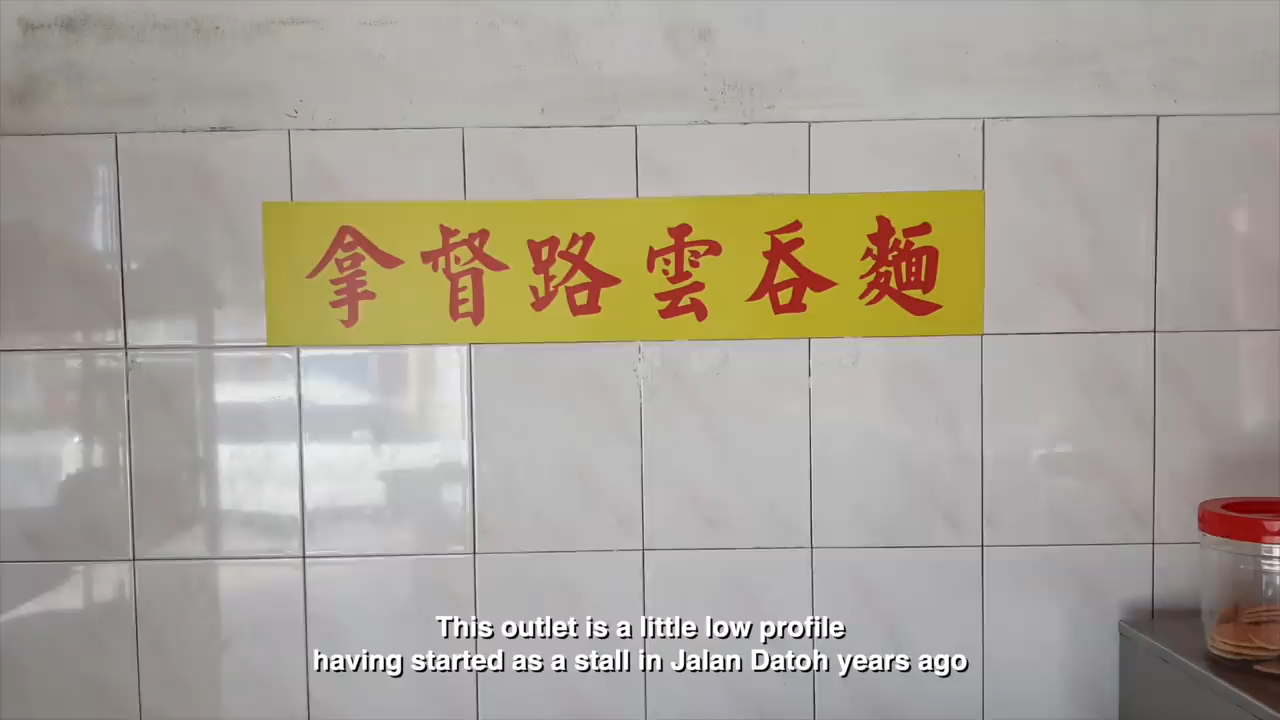 拿督路雲吞麵
This outlet is a little low profile
having started as a stall in Jalan Datoh years ago